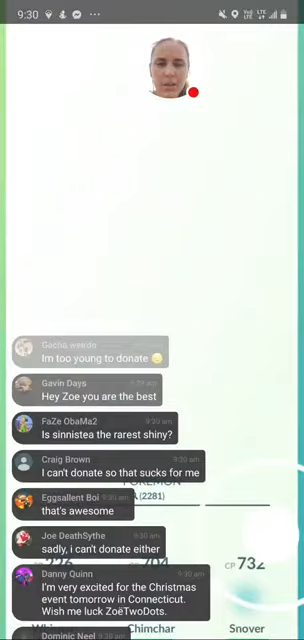 9:30
Gacha weirdo
Im too young to donate 😔
Gavin Days
Hey Zoe you are the best
FaZe ObaMa2 9:30 am
Is sinnistea the rarest shiny?
Craig Brown 9:30 am
I can't donate so that sucks for me
POKÉMON
(2281)
Eggsallent Boi 9:30 am
that's awesome
Joe DeathSythe 9:30 am
sadly, i can't donate either
CP 732
Danny Quinn 9:30 am
I'm very excited for the Christmas
event tomorrow in Connecticut.
Wish me luck ZoëTwoDots.
Chimchar
Snover
Dominic Neel 9:30 am